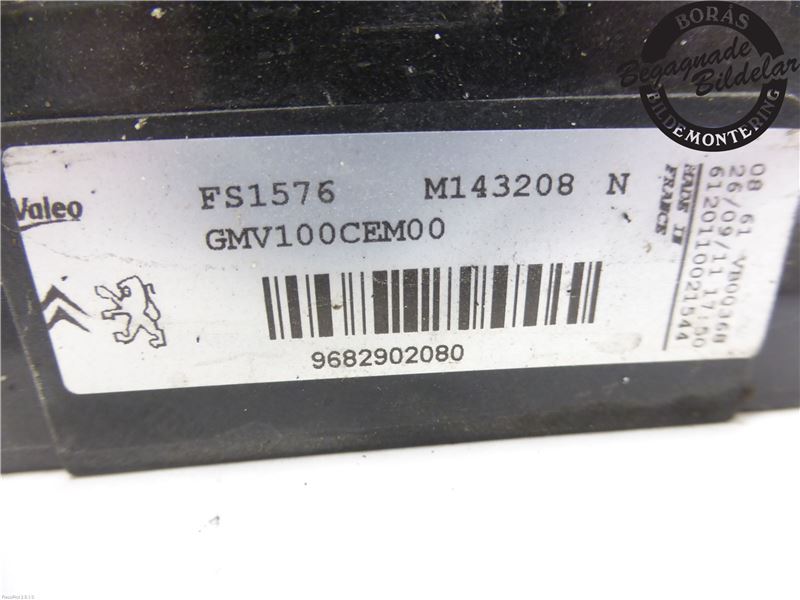 BORÅS
Begagnade
Bildelar
BILDEMONTERING
Valeo
FS1576 M143208 N
GMV100CEM00
9682902080
08 61 VB00368
26/09/11 17:50
6120110021544
MADE IN
FRANCE